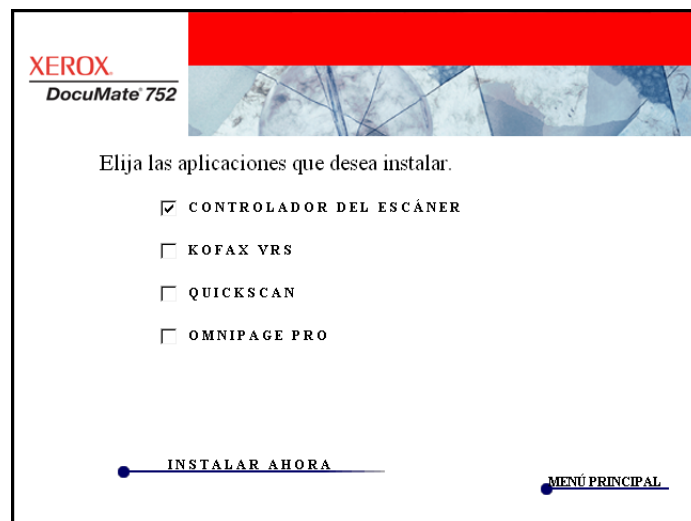 XEROX.
DocuMate® 752
Elija las aplicaciones que desea instalar.
CONTROLADOR DEL ESCÁNER
KOFAX VRS
QUICKSCAN
OMNIPAGE PRO
INSTALAR AHORA
MENÚ PRINCIPAL